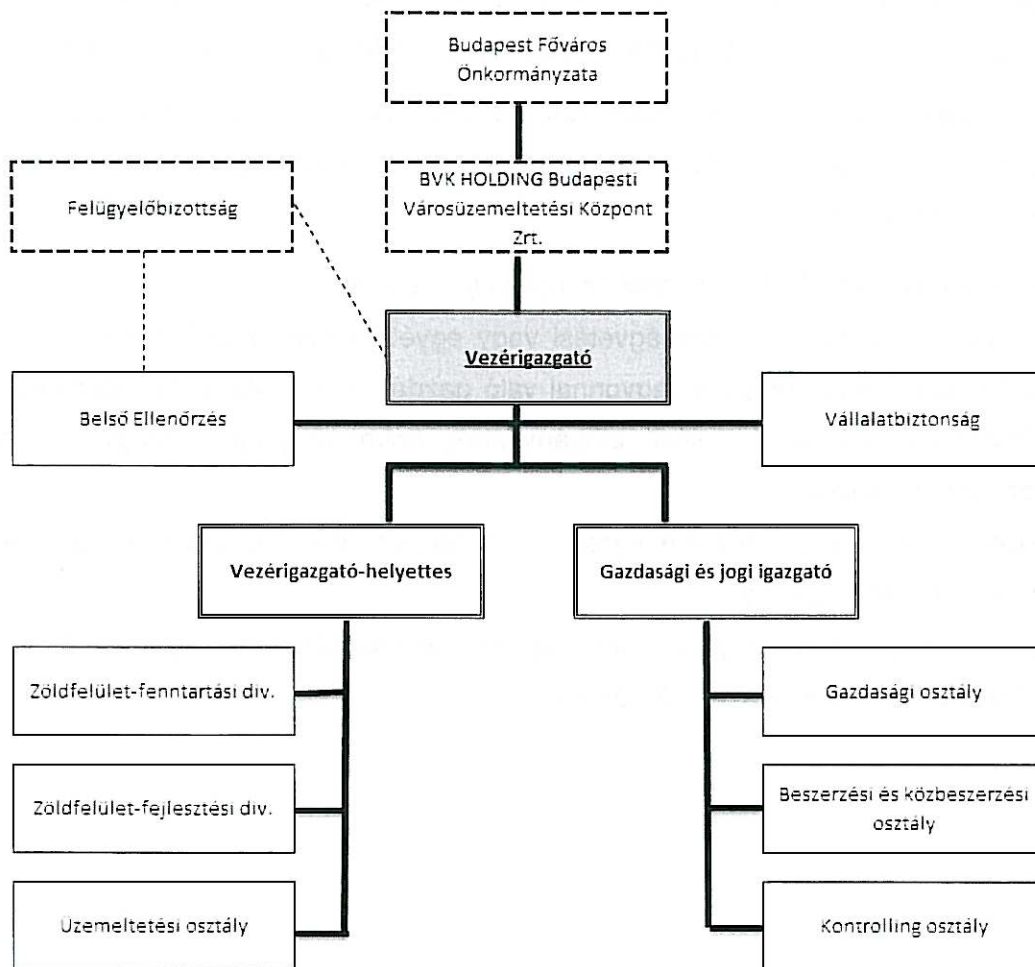 Budapest Főváros
Önkormányzata
Felügyelőbizottság
BVK HOLDING Budapesti
Városüzemeltetési Központ
Zrt.
Vezérigazgató
Belső Ellenőrzés
Vállalatbiztonság
Vezérigazgató-helyettes
Gazdasági és jogi igazgató
Zöldfelület-fenntartási div.
Gazdasági osztály
Zöldfelület-fejlesztési div.
Beszerzési és közbeszerzési
osztály
Üzemeltetési osztály
Kontrolling osztály